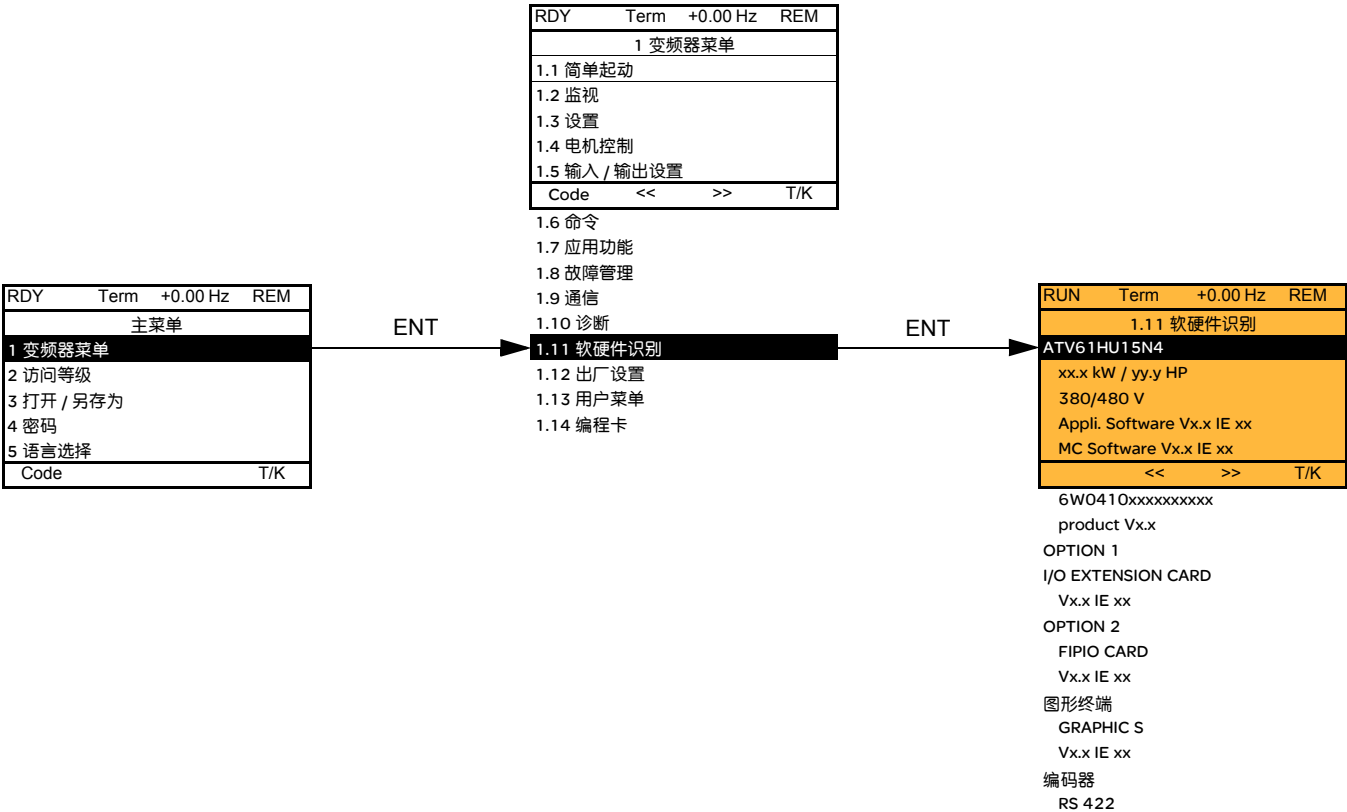 RDY Term +0.00 Hz REM
1 变频器菜单
1.1 简单起动
1.2 监视
1.3 设置
1.4 电机控制
1.5 输入 / 输出设置
Code << >> T/K
1.6 命令
1.7 应用功能
1.8 故障管理
1.9 通信
1.10 诊断
1.11 软硬件识别
1.12 出厂设置
1.13 用户菜单
1.14 编程卡
RDY Term +0.00 Hz REM
主菜单
1 变频器菜单
2 访问等级
3 打开 / 另存为
4 密码
5 语言选择
Code T/K
ENT
ENT
RUN Term +0.00 Hz REM
1.11 软硬件识别
ATV61HU15N4
xx.x kW / yy.y HP
380/480 V
Appli. Software Vx.x IE xx
MC Software Vx.x IE xx
<< >> T/K
6W0410xxxxxxxxxx
product Vx.x
OPTION 1
I/O EXTENSION CARD
Vx.x IE xx
OPTION 2
FIPIO CARD
Vx.x IE xx
图形终端
GRAPHIC S
Vx.x IE xx
编码器
RS 422